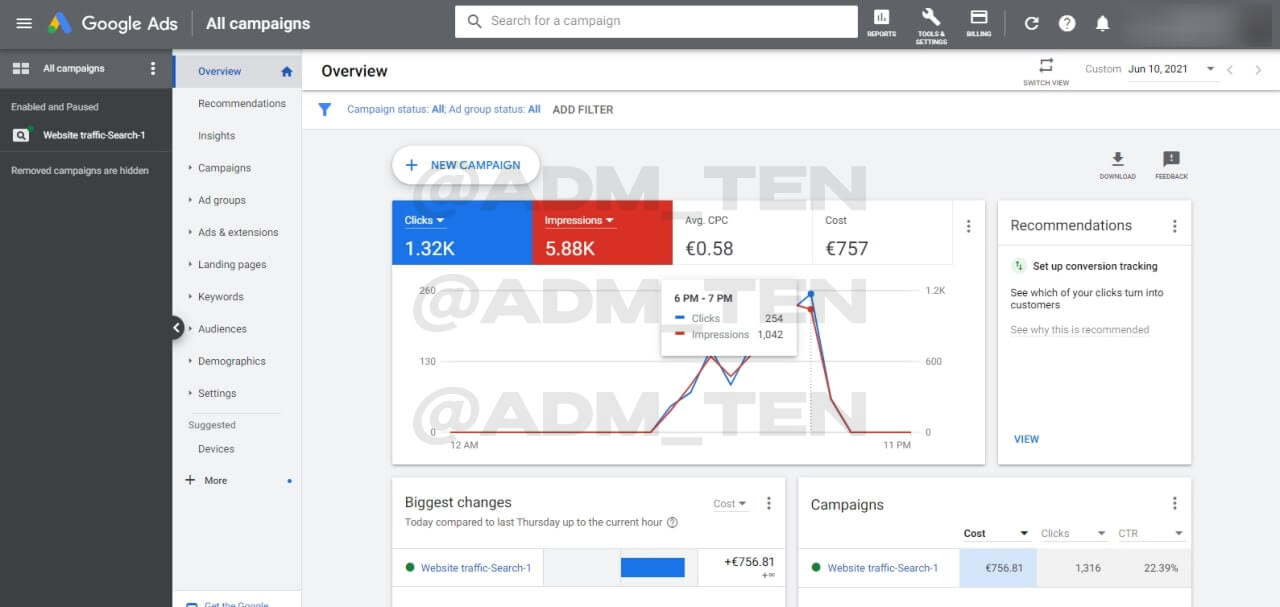 Google Ads
All campaigns
Search for a campaign
REPORTS
TOOLS &
SETTINGS
BILLING
All campaigns
Enabled and Paused
Website traffic-Search-1
Removed campaigns are hidden
Overview
Recommendations
Insights
Campaigns
Ad groups
Ads & extensions
Landing pages
Keywords
Audiences
Demographics
Settings
Suggested
Devices
More
Get the Google
Overview
SWITCH VIEW
Custom Jun 10, 2021
Campaign status: All; Ad group status: All ADD FILTER
NEW CAMPAIGN
DOWNLOAD
FEEDBACK
@ADM_TEN
Clicks
1.32K
Impressions
5.88K
Avg. CPC
€0.58
Cost
€757
260
130
0
1.2K
600
0
12 AM
11 PM
6 PM - 7 PM
Clicks 254
Impressions 1,042
@ADM_TEN
@ADM_TEN
Recommendations
Set up conversion tracking
See which of your clicks turn into
customers
See why this is recommended
VIEW
Biggest changes
Cost
Today compared to last Thursday up to the current hour
Website traffic-Search-1
+€756.81
+∞
Campaigns
Cost Clicks CTR
Website traffic-Search-1 €756.81 1,316 22.39%